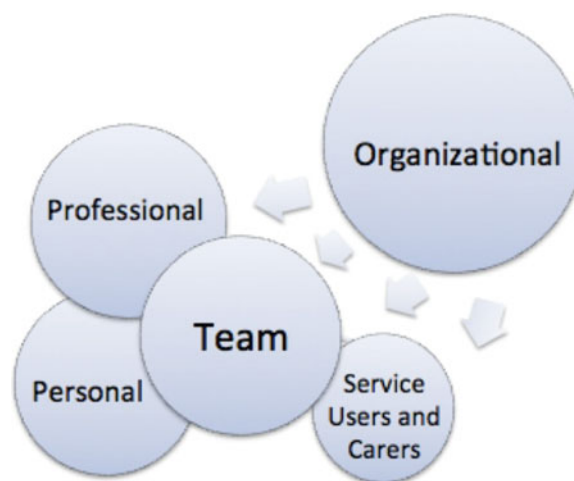 Organizational
Professional
Team
Personal
Service
Users and
Carers